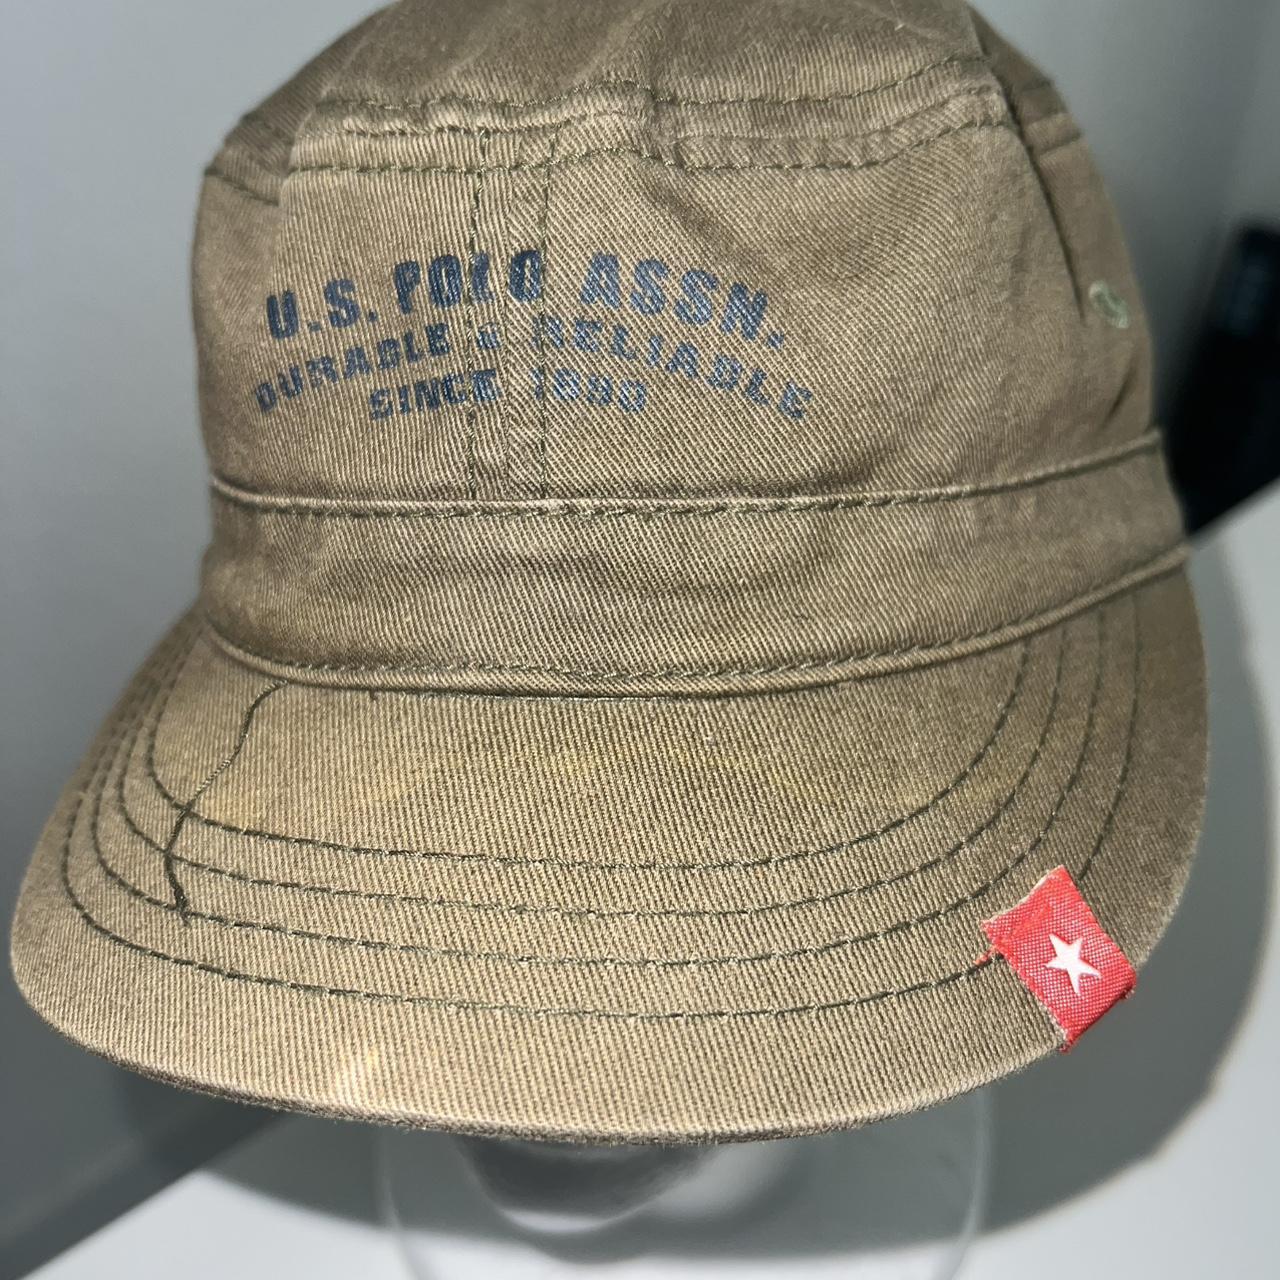 U.S. POLO ASSN.
DURABLE & RELIABLE
SINCE 1890